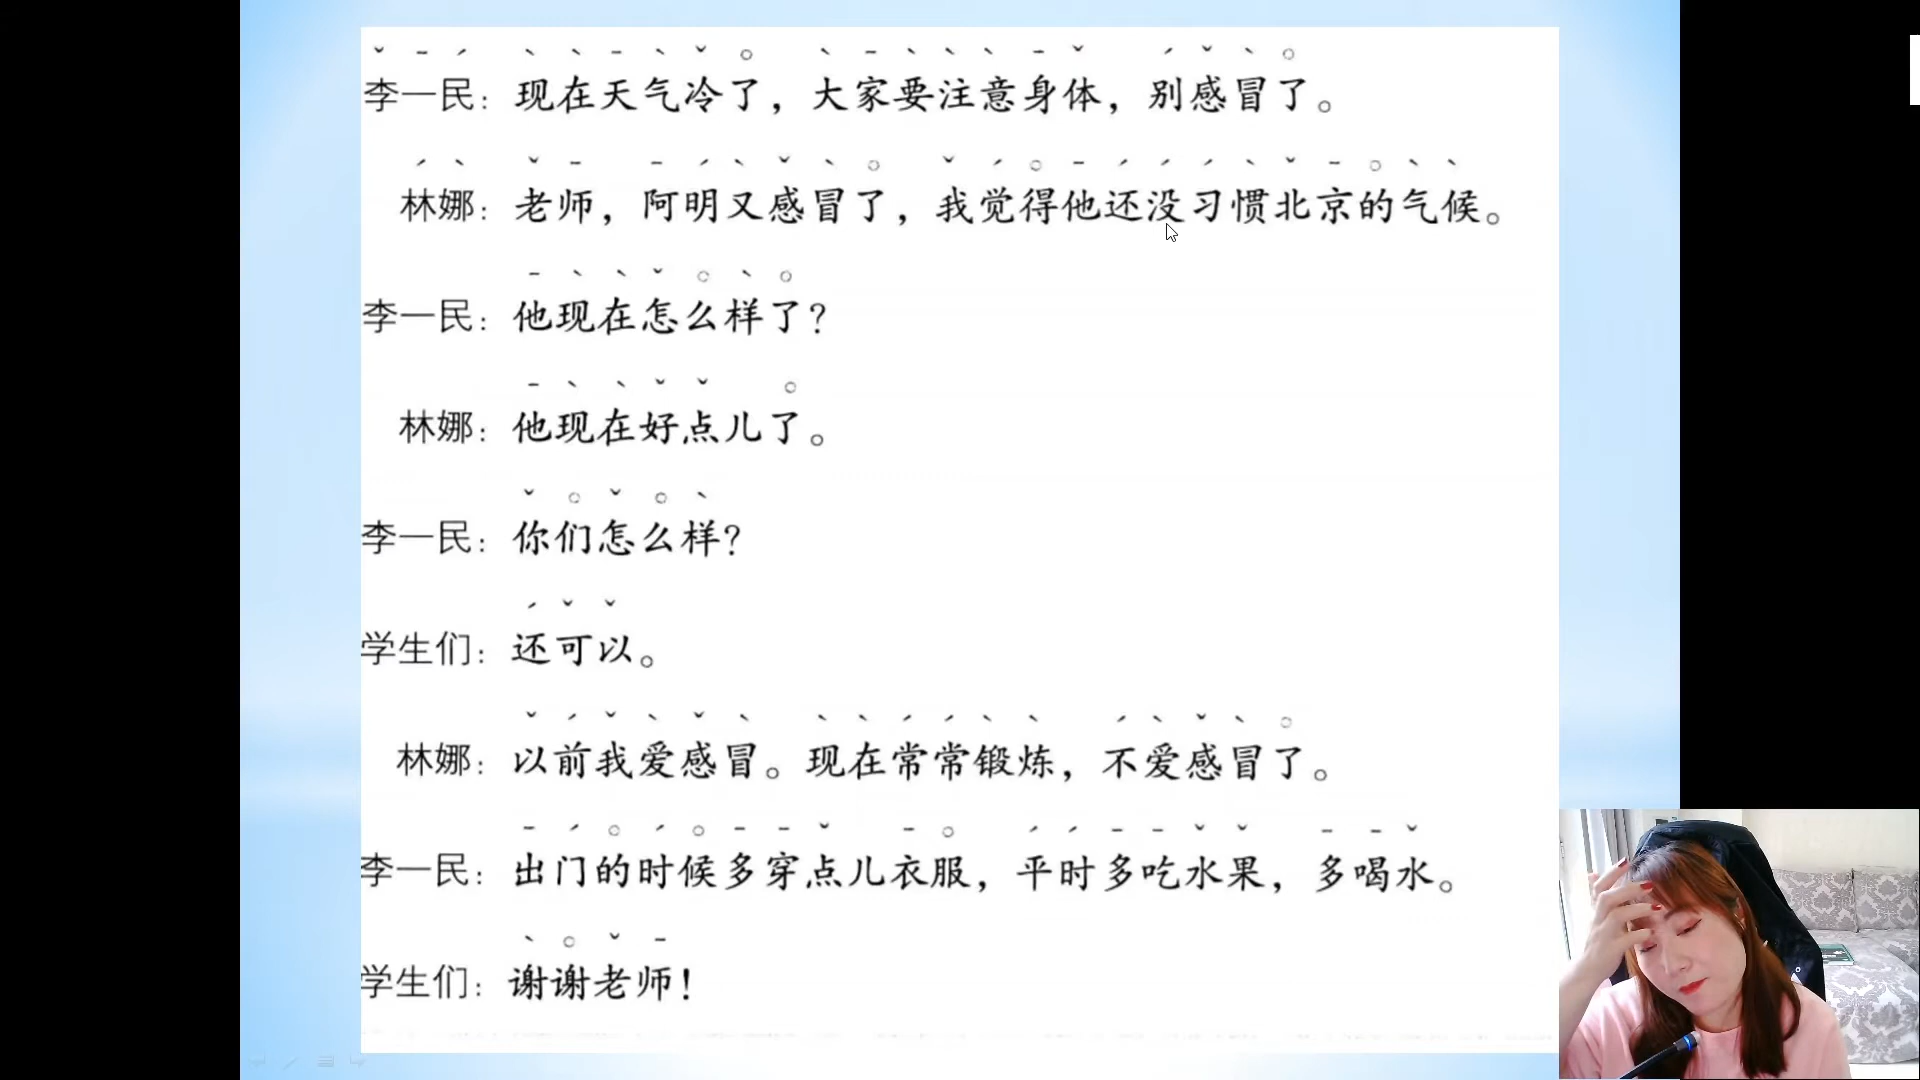 李一民：现在天气冷了，大家要注意身体，别感冒了。
林娜：老师，阿明又感冒了，我觉得他还没习惯北京的气候。
李一民：他现在怎么样了？
林娜：他现在好点儿了。
李一民：你们怎么样？
学生们：还可以。
林娜：以前我爱感冒。现在常常锻炼，不爱感冒了。
李一民：出门的时候多穿点儿衣服，平时多吃水果，多喝水。
学生们：谢谢老师！